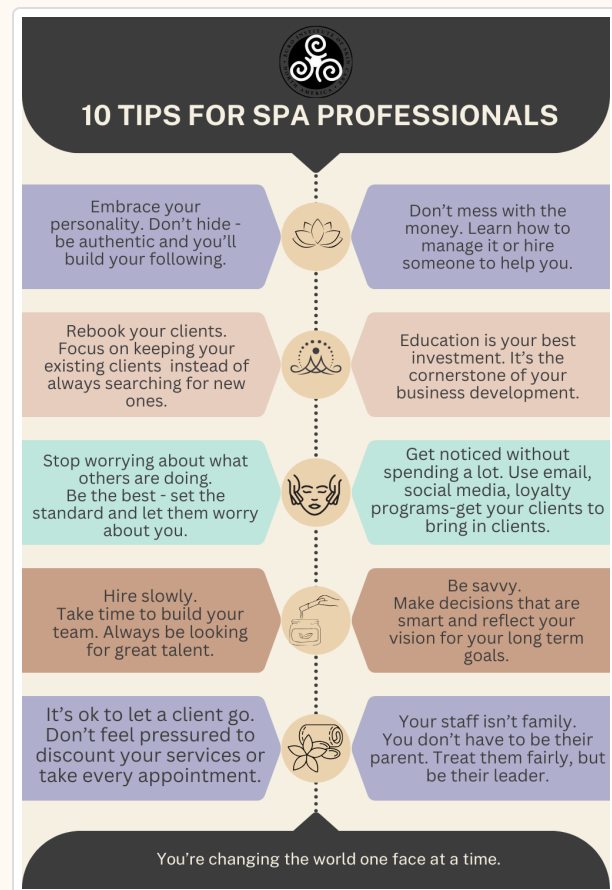 10 TIPS FOR SPA PROFESSIONALS
Embrace your
personality. Don’t hide -
be authentic and you’ll
build your following.
Don’t mess with the
money. Learn how to
manage it or hire
someone to help you.
Rebook your clients.
Focus on keeping your
existing clients  instead of
always searching for new
ones.
Education is your best
investment. It’s the
cornerstone of your
business development.
Stop worrying about what
others are doing.
Be the best - set the
standard and let them worry
about you.
Get noticed without
spending a lot. Use email,
social media, loyalty
programs-get your clients to
bring in clients.
Hire slowly.
Take time to build your
team. Always be looking
for great talent.
Be savvy.
Make decisions that are
smart and reflect your
vision for your long term
goals.
It’s ok to let a client go.
Don’t feel pressured to
discount your services or
take every appointment.
Your staff isn’t family.
You don’t have to be their
parent. Treat them fairly, but
be their leader.
You’re changing the world one face at a time.